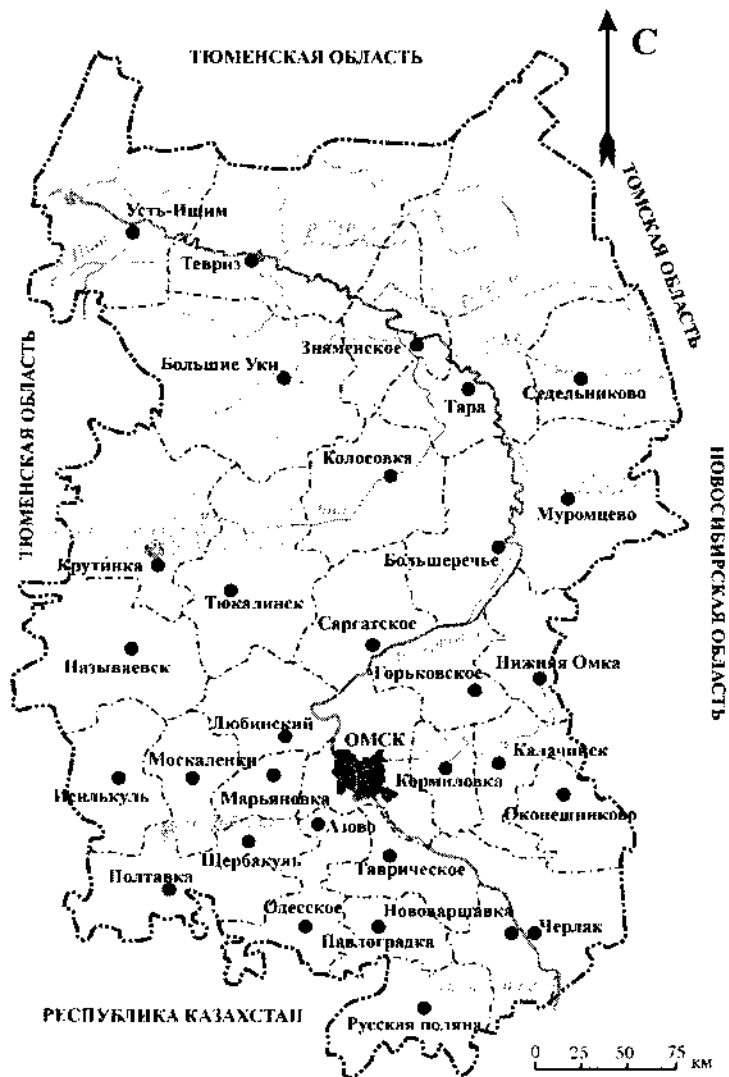 ТЮМЕНСКАЯ ОБЛАСТЬ
С
ТОМСКАЯ ОБЛАСТЬ
Усть-Ишим
Тевриз
Знаменское
Большие Уки
Тара
Седельниково
ТЮМЕНСКАЯ ОБЛАСТЬ
Колосовка
Муромцево
НОВОСИБИРСКАЯ ОБЛАСТЬ
Большеречье
Крутинка
Тюкалинск
Саргатское
Называевск
Горьковское
Нижняя Омка
Любинский
ОМСК
Москаленки
Калачинск
Исилькуль
Марьяновка
Кормиловка
Оконешниково
Азово
Щербакуль
Таврическое
Полтавка
Одесское
Нововаршавка
Черлак
Павлоградка
РЕСПУБЛИКА КАЗАХСТАН
Русская поляна
0 25 50 75
км